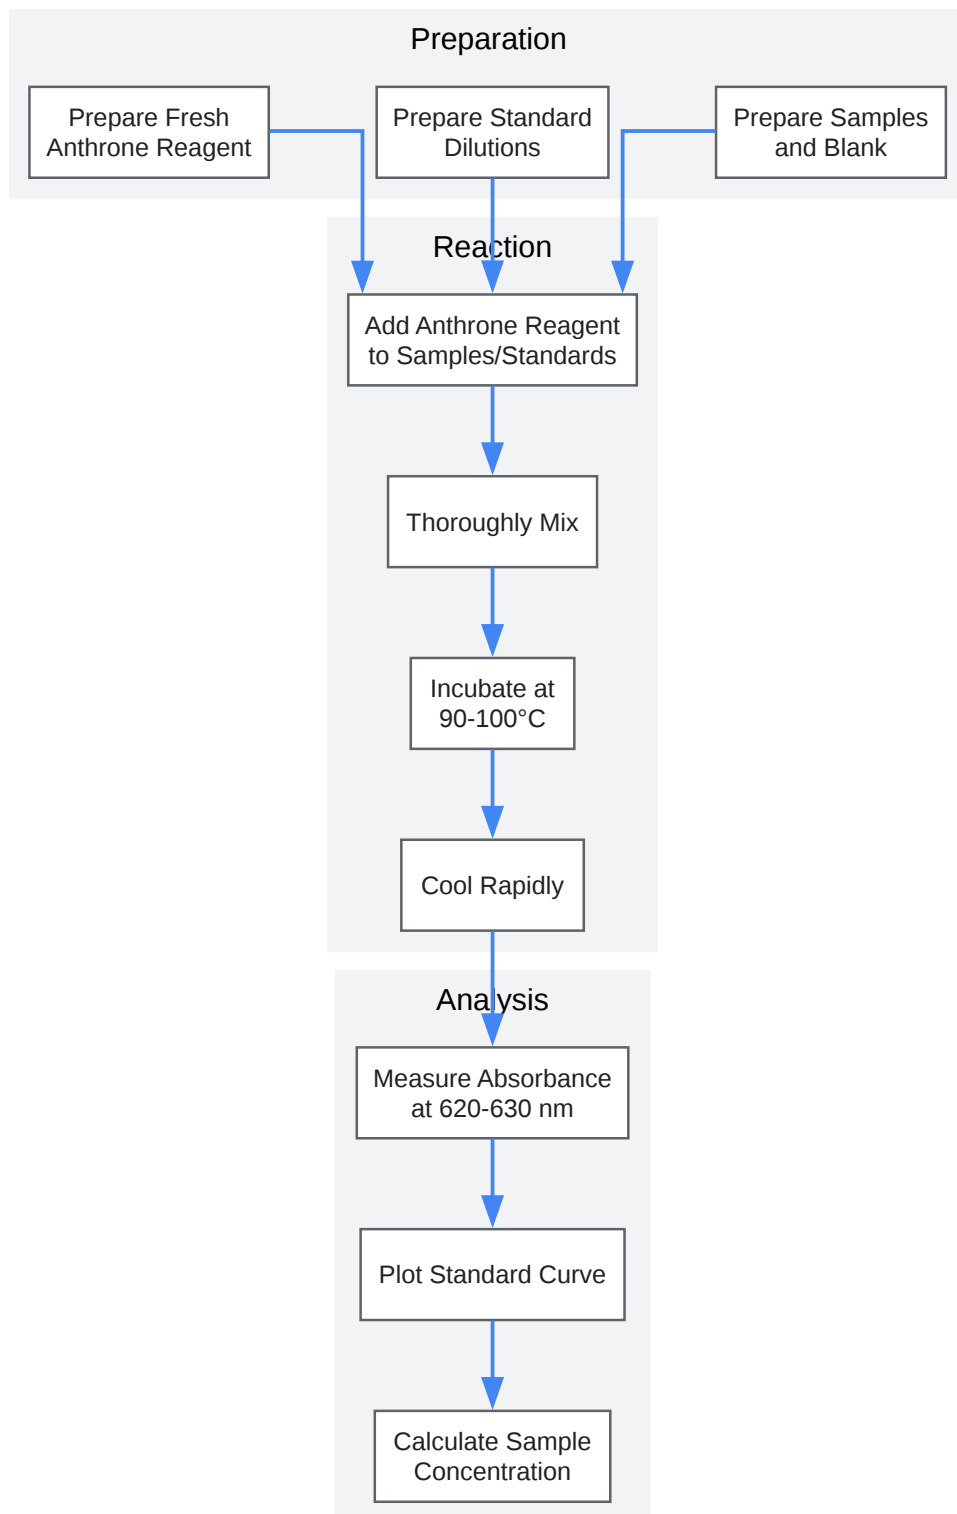 Preparation
Prepare Fresh
Anthrone Reagent
Prepare Standard
Dilutions
Prepare Samples
and Blank
Reaction
Add Anthrone Reagent
to Samples/Standards
Thoroughly Mix
Incubate at
90-100°C
Cool Rapidly
Analysis
Measure Absorbance
at 620-630 nm
Plot Standard Curve
Calculate Sample
Concentration